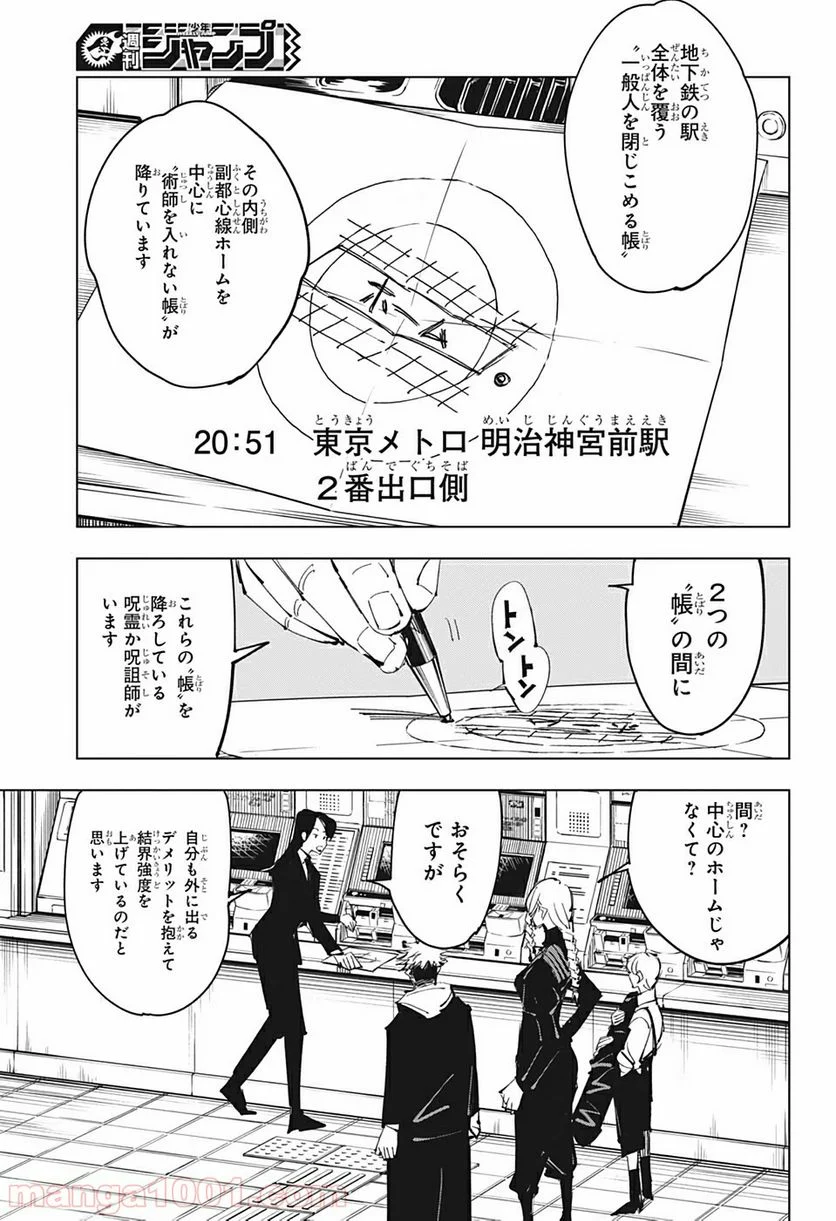 週刊
少年
ジャンプ
地下鉄の駅
全体を覆う
〝一般人を閉じこめる帳〟
その内側
副都心線ホームを
中心に
〝術師を入れない帳〟が
降りています
ホーム
20:51 東京メトロ 明治神宮前駅
2番出口側
2つの
〝帳〟の間に
トントン
トントン
これらの〝帳〟を
降ろしている
呪霊か呪詛師が
います
間?
中心のホームじゃ
なくて?
おそらく
ですが
自分も外に出る
デメリットを抱えて
結界強度を
上げているのだと
思います
manga1001.com